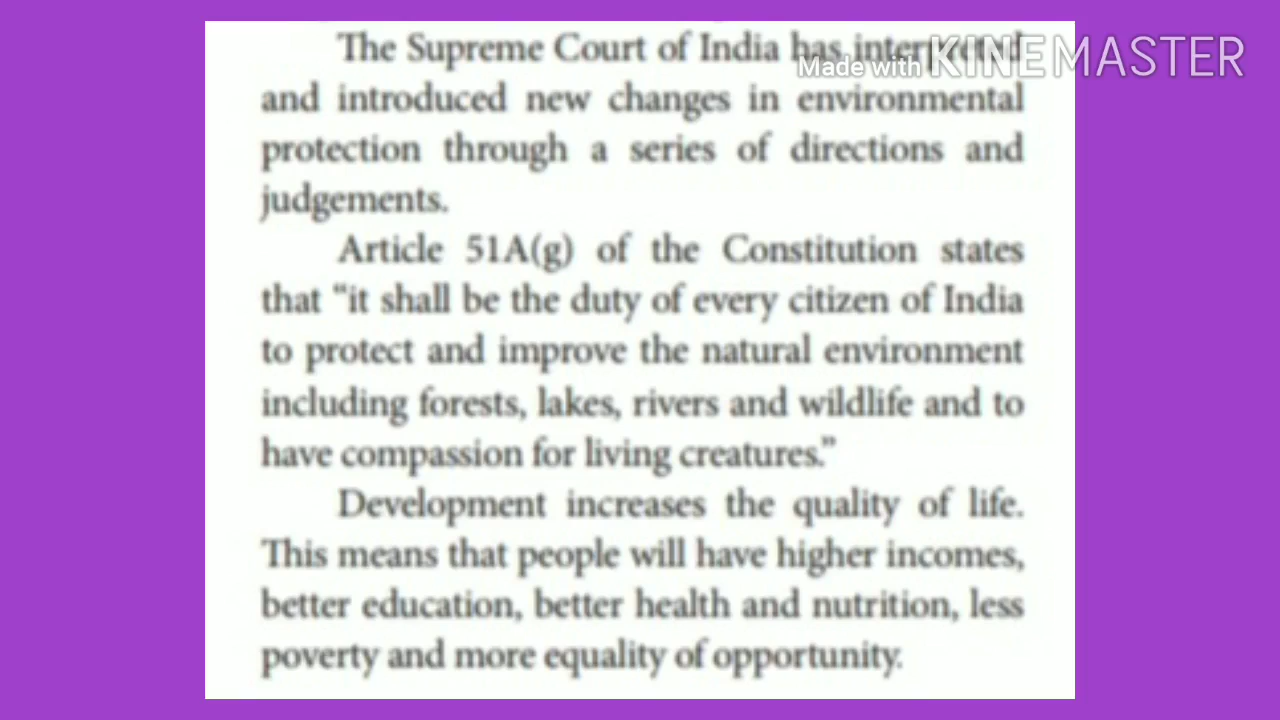 The Supreme Court of India has interpreted
Made with KINEMASTER
and introduced new changes in environmental
protection through a series of directions and
judgements.
Article 51A(g) of the Constitution states
that “it shall be the duty of every citizen of India
to protect and improve the natural environment
including forests, lakes, rivers and wildlife and to
have compassion for living creatures.”
Development increases the quality of life.
This means that people will have higher incomes,
better education, better health and nutrition, less
poverty and more equality of opportunity.